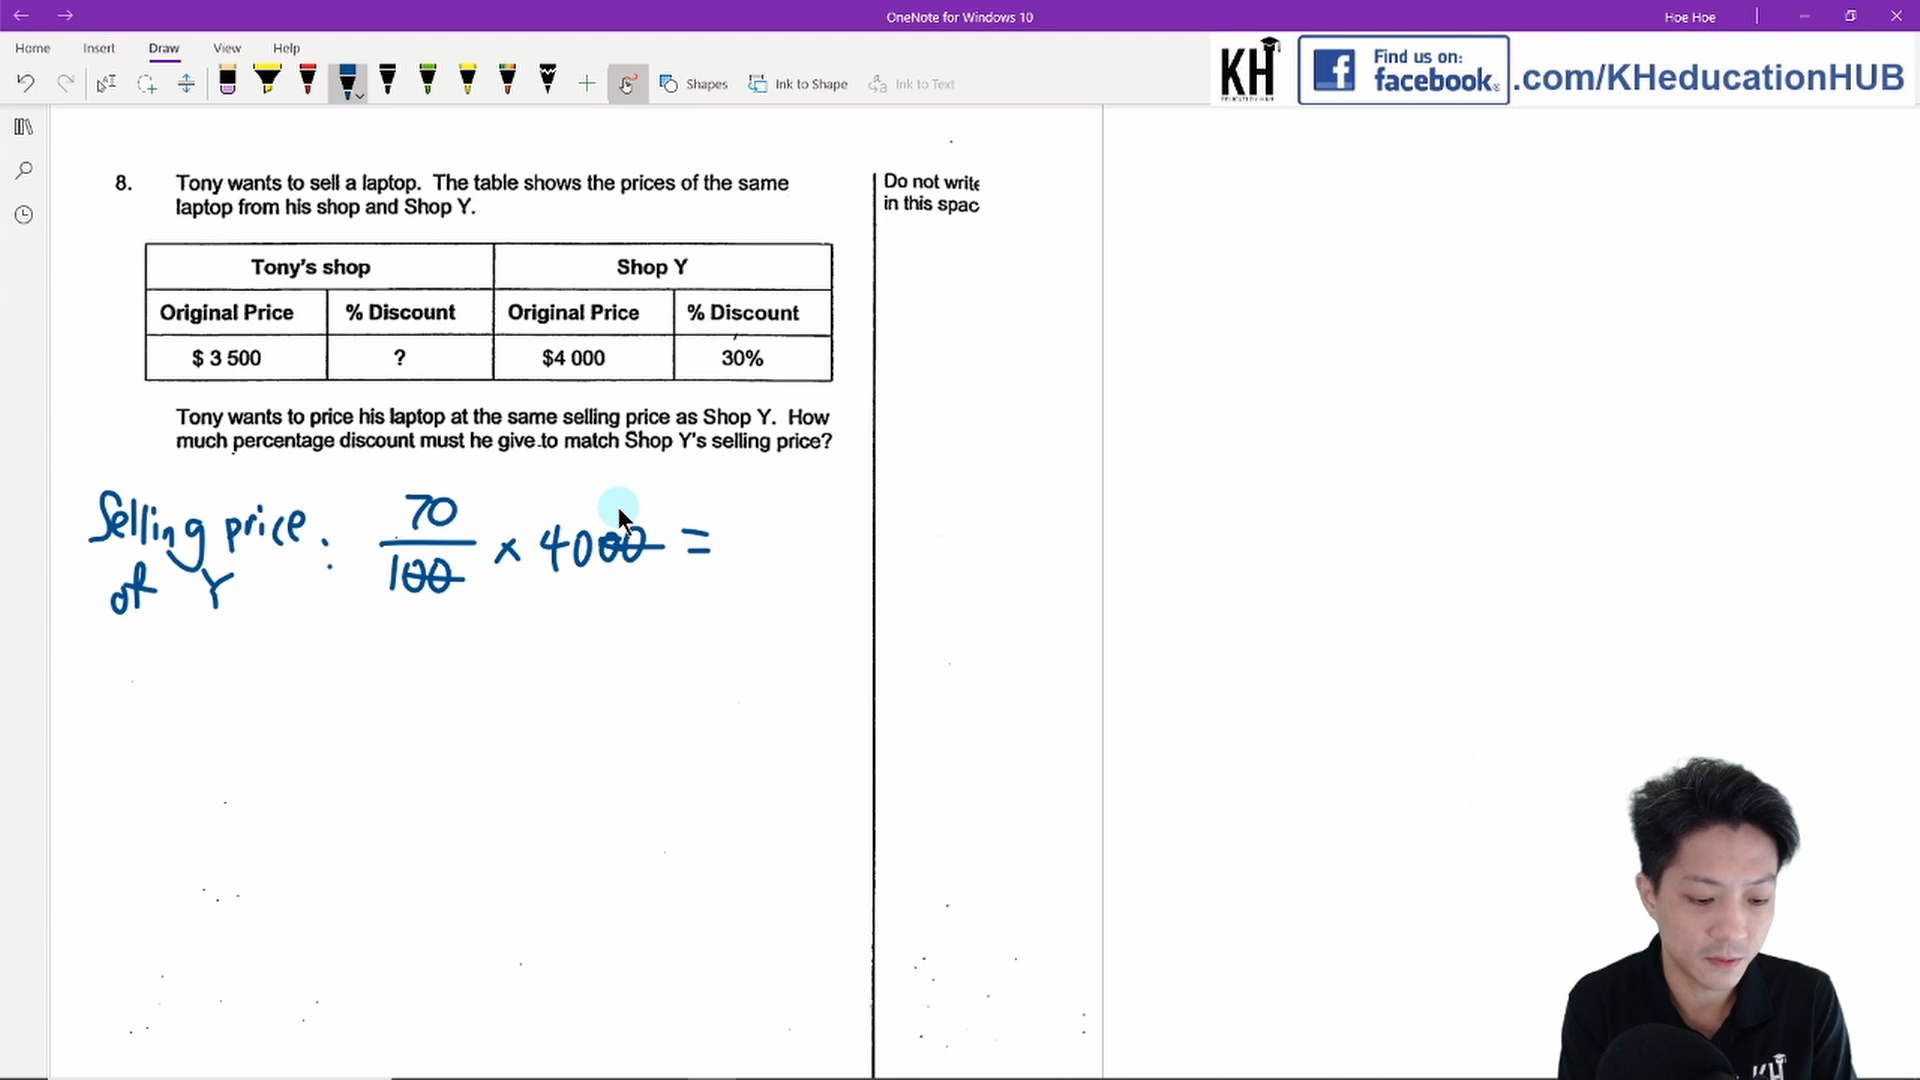 OneNote for Windows 10
Hoe Hoe
Home Insert Draw View Help
Shapes Ink to Shape Ink to Text
KH
Find us on:
facebook .com/KHeducationHUB
8. Tony wants to sell a laptop. The table shows the prices of the same
laptop from his shop and Shop Y.
Do not write
in this spac
Tony's shop Shop Y
Original Price % Discount Original Price % Discount
$ 3 500 ? $4 000 30%
Tony wants to price his laptop at the same selling price as Shop Y. How
much percentage discount must he give to match Shop Y's selling price?
Selling price of Y : 70/100 × 4000 =
KH